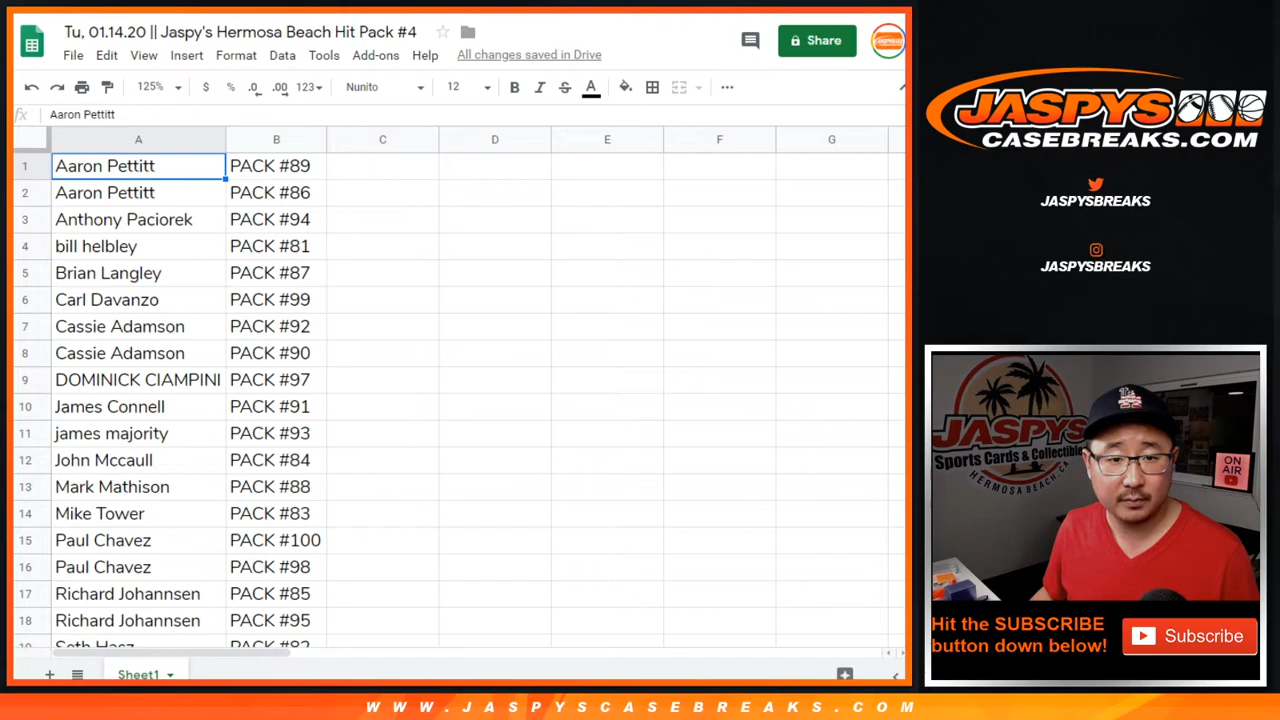 Tu, 01.14.20 || Jaspy's Hermosa Beach Hit Pack #4
File Edit View Insert Format Data Tools Add-ons Help All changes saved in Drive
Share
125% $ % .0 .00 123 Nunito 12 B I S A
fx Aaron Pettitt
A B C D E F G
1 Aaron Pettitt PACK #89
2 Aaron Pettitt PACK #86
3 Anthony Paciorek PACK #94
4 bill helbley PACK #81
5 Brian Langley PACK #87
6 Carl Davanzo PACK #99
7 Cassie Adamson PACK #92
8 Cassie Adamson PACK #90
9 DOMINICK CIAMPINI PACK #97
10 James Connell PACK #91
11 james majority PACK #93
12 John Mccaull PACK #84
13 Mark Mathison PACK #88
14 Mike Tower PACK #83
15 Paul Chavez PACK #100
16 Paul Chavez PACK #98
17 Richard Johannsen PACK #85
18 Richard Johannsen PACK #95
19 Seth Hasz PACK #82
Sheet1
JASPYS
CASEBREAKS.COM
JASPYSBREAKS
JASPYSBREAKS
JASPYS
Sports Cards & Collectible
HERMOSA BEACH, CA
ON
AIR
Hit the SUBSCRIBE
button down below!
Subscribe
WWW.JASPYSCASEBREAKS.COM